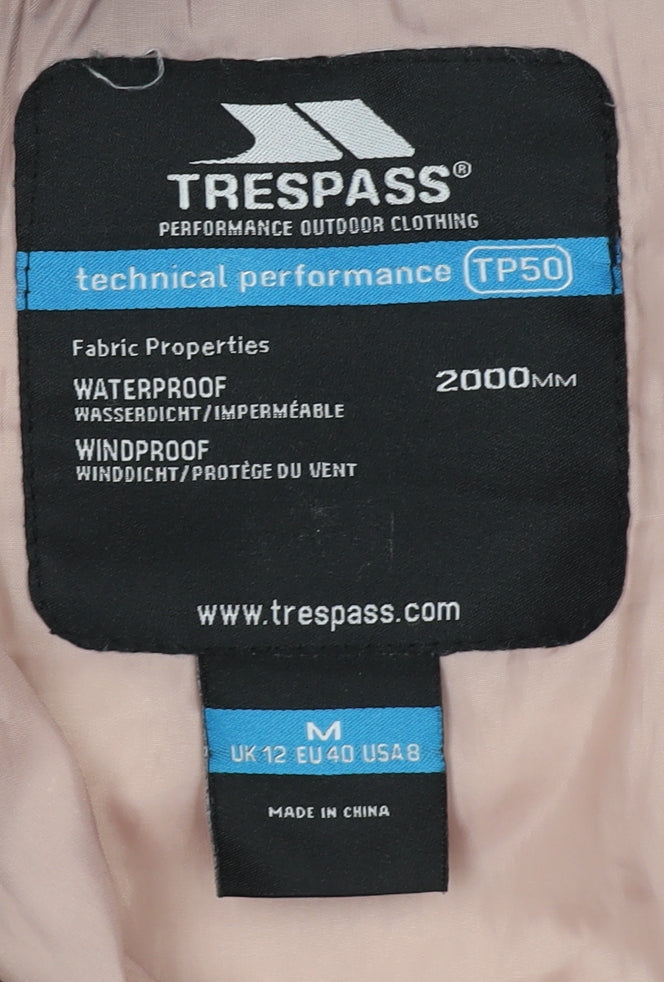 TRESPASS®
PERFORMANCE OUTDOOR CLOTHING
technical performance TP50
Fabric Properties
WATERPROOF 2000MM
WASSERDICHT/IMPERMÉABLE
WINDPROOF
WINDDICHT/PROTÈGE DU VENT
www.trespass.com
M
UK 12 EU 40 USA 8
MADE IN CHINA